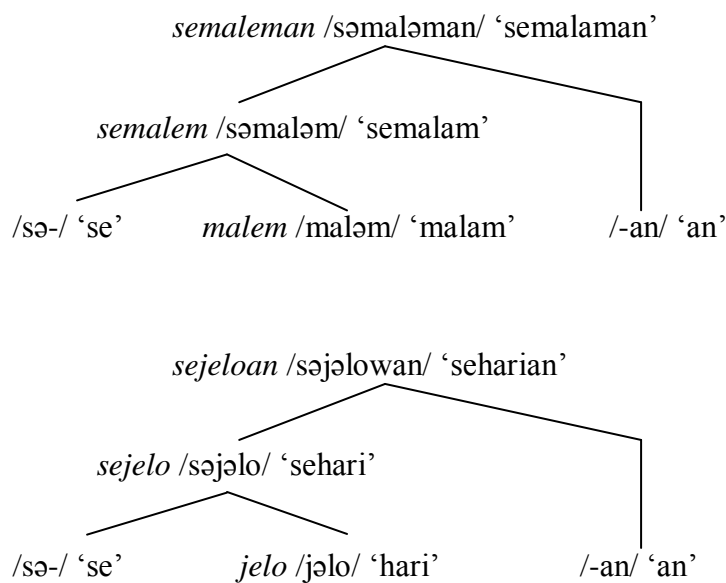 semaleman /səmaləman/ ‘semalaman’
semalem /səmaləm/ ‘semalam’
/sə-/ ‘se’ malem /maləm/ ‘malam’ /-an/ ‘an’
sejeloan /səjəlowan/ ‘seharian’
sejelo /səjəlo/ ‘sehari’
/sə-/ ‘se’ jelo /jəlo/ ‘hari’ /-an/ ‘an’